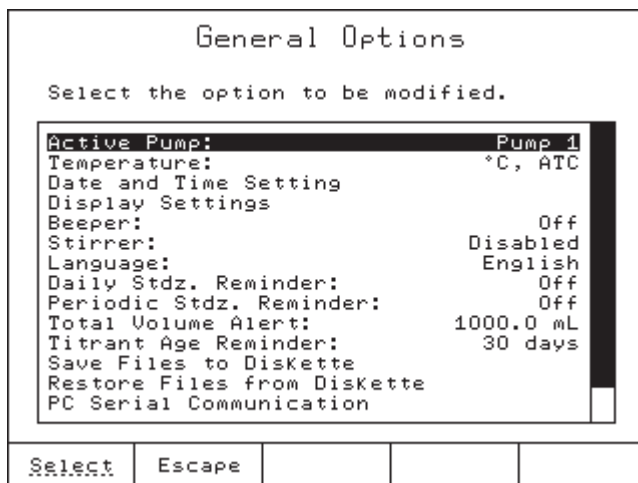 General Options
Select the option to be modified.
Active Pump: Pump 1
Temperature: °C, ATC
Date and Time Setting
Display Settings
Beeper: Off
Stirrer: Disabled
Language: English
Daily Stdz. Reminder: Off
Periodic Stdz. Reminder: Off
Total Volume Alert: 1000.0 mL
Titrant Age Reminder: 30 days
Save Files to Diskette
Restore Files from Diskette
PC Serial Communication
Select Escape